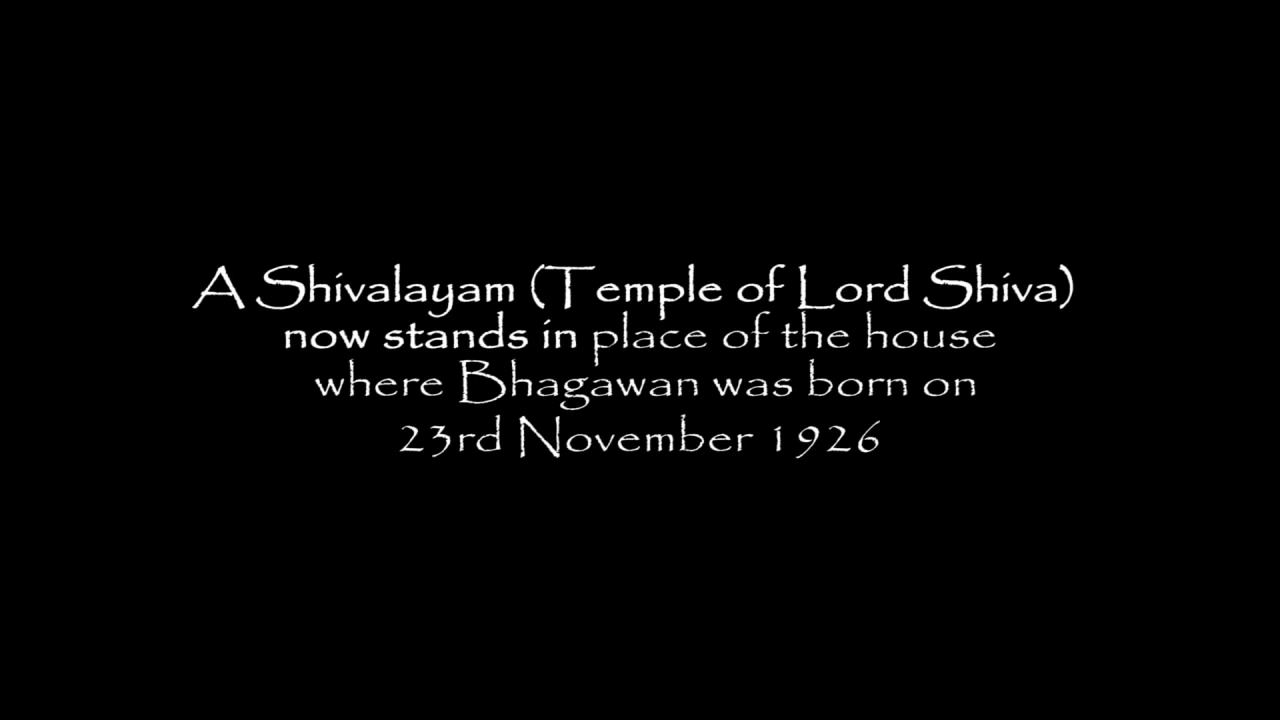 A Shivalayam (Temple of Lord Shiva)
now stands in place of the house
where Bhagawan was born on
23rd November 1926